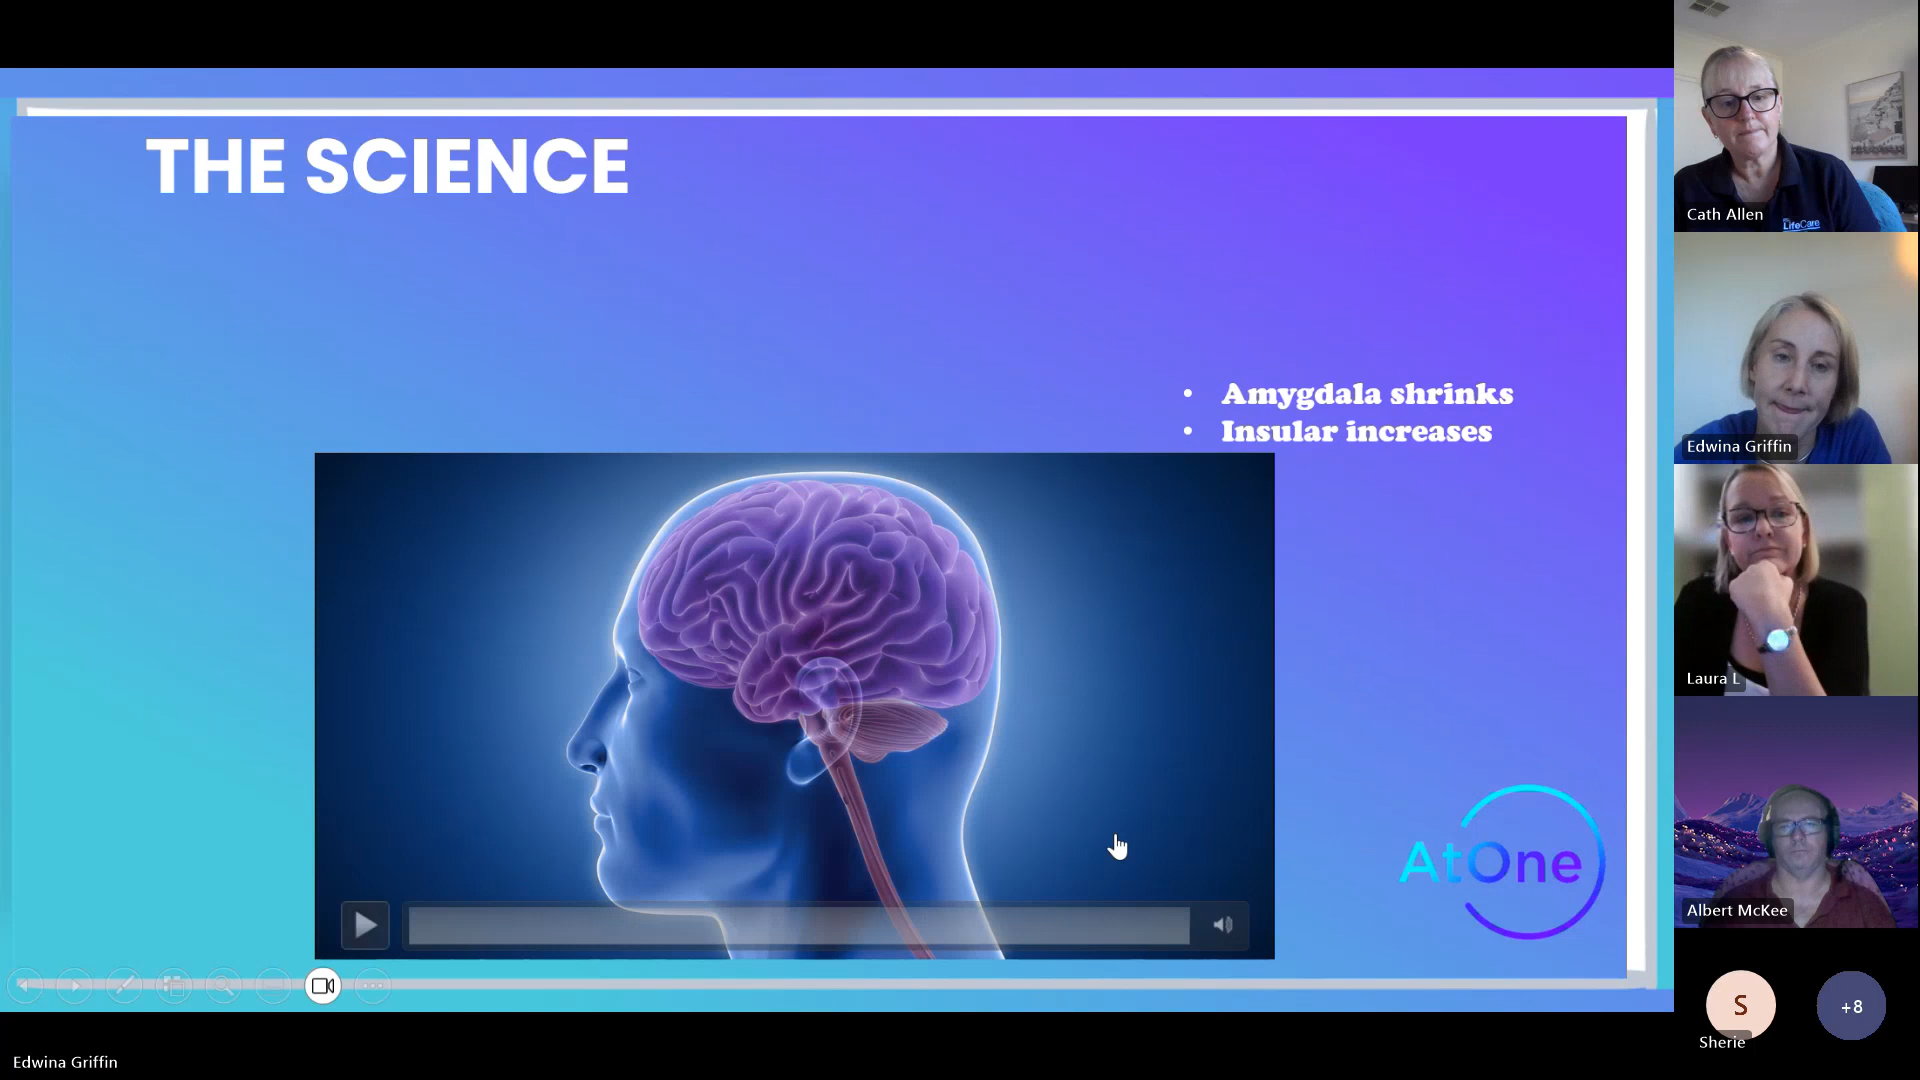 THE SCIENCE
• Amygdala shrinks
• Insular increases
AtOne
Edwina Griffin
LifeCare
Cath Allen
Edwina Griffin
Laura L
Albert McKee
S
Sherie
+8